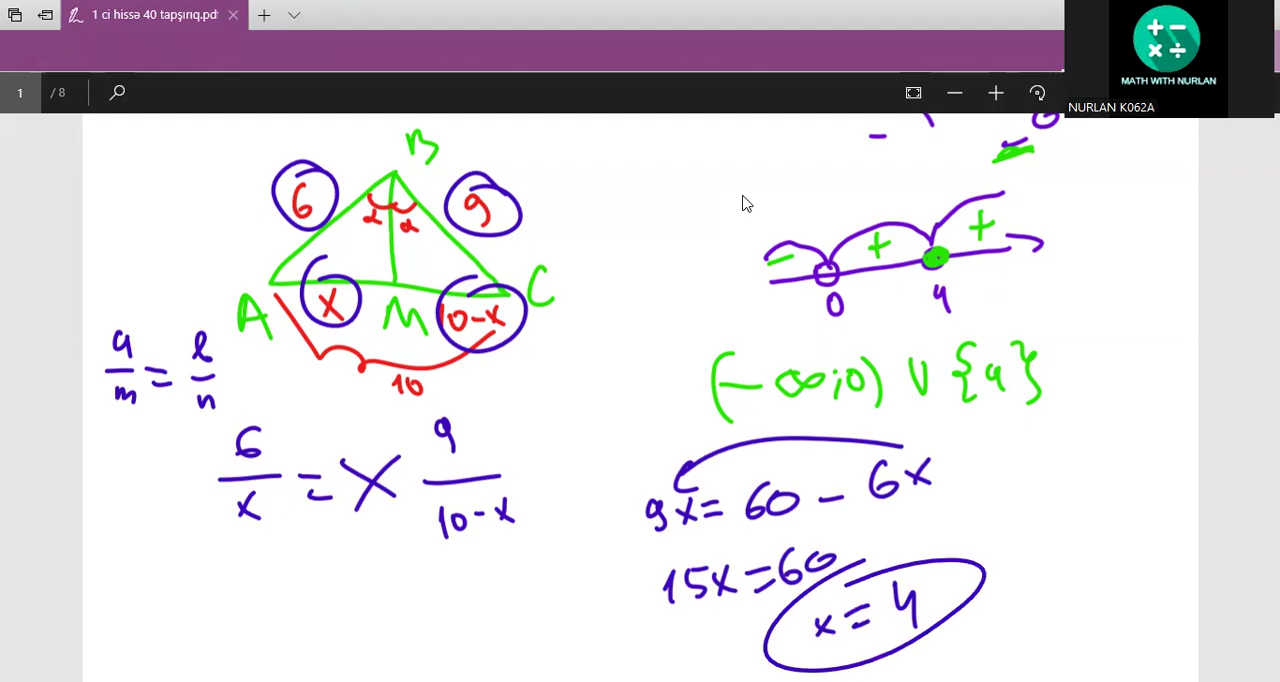 1 ci hissə 40 tapşırıq.pdf
1 / 8
MATH WITH NURLAN
NURLAN K062A
B
6
9
α α
A
x
M
10-x
C
10
a/m = l/n
6/x = 9/10-x
- + +
0 4
(-∞;0) ∪ {4}
9x = 60 - 6x
15x = 60
x = 4